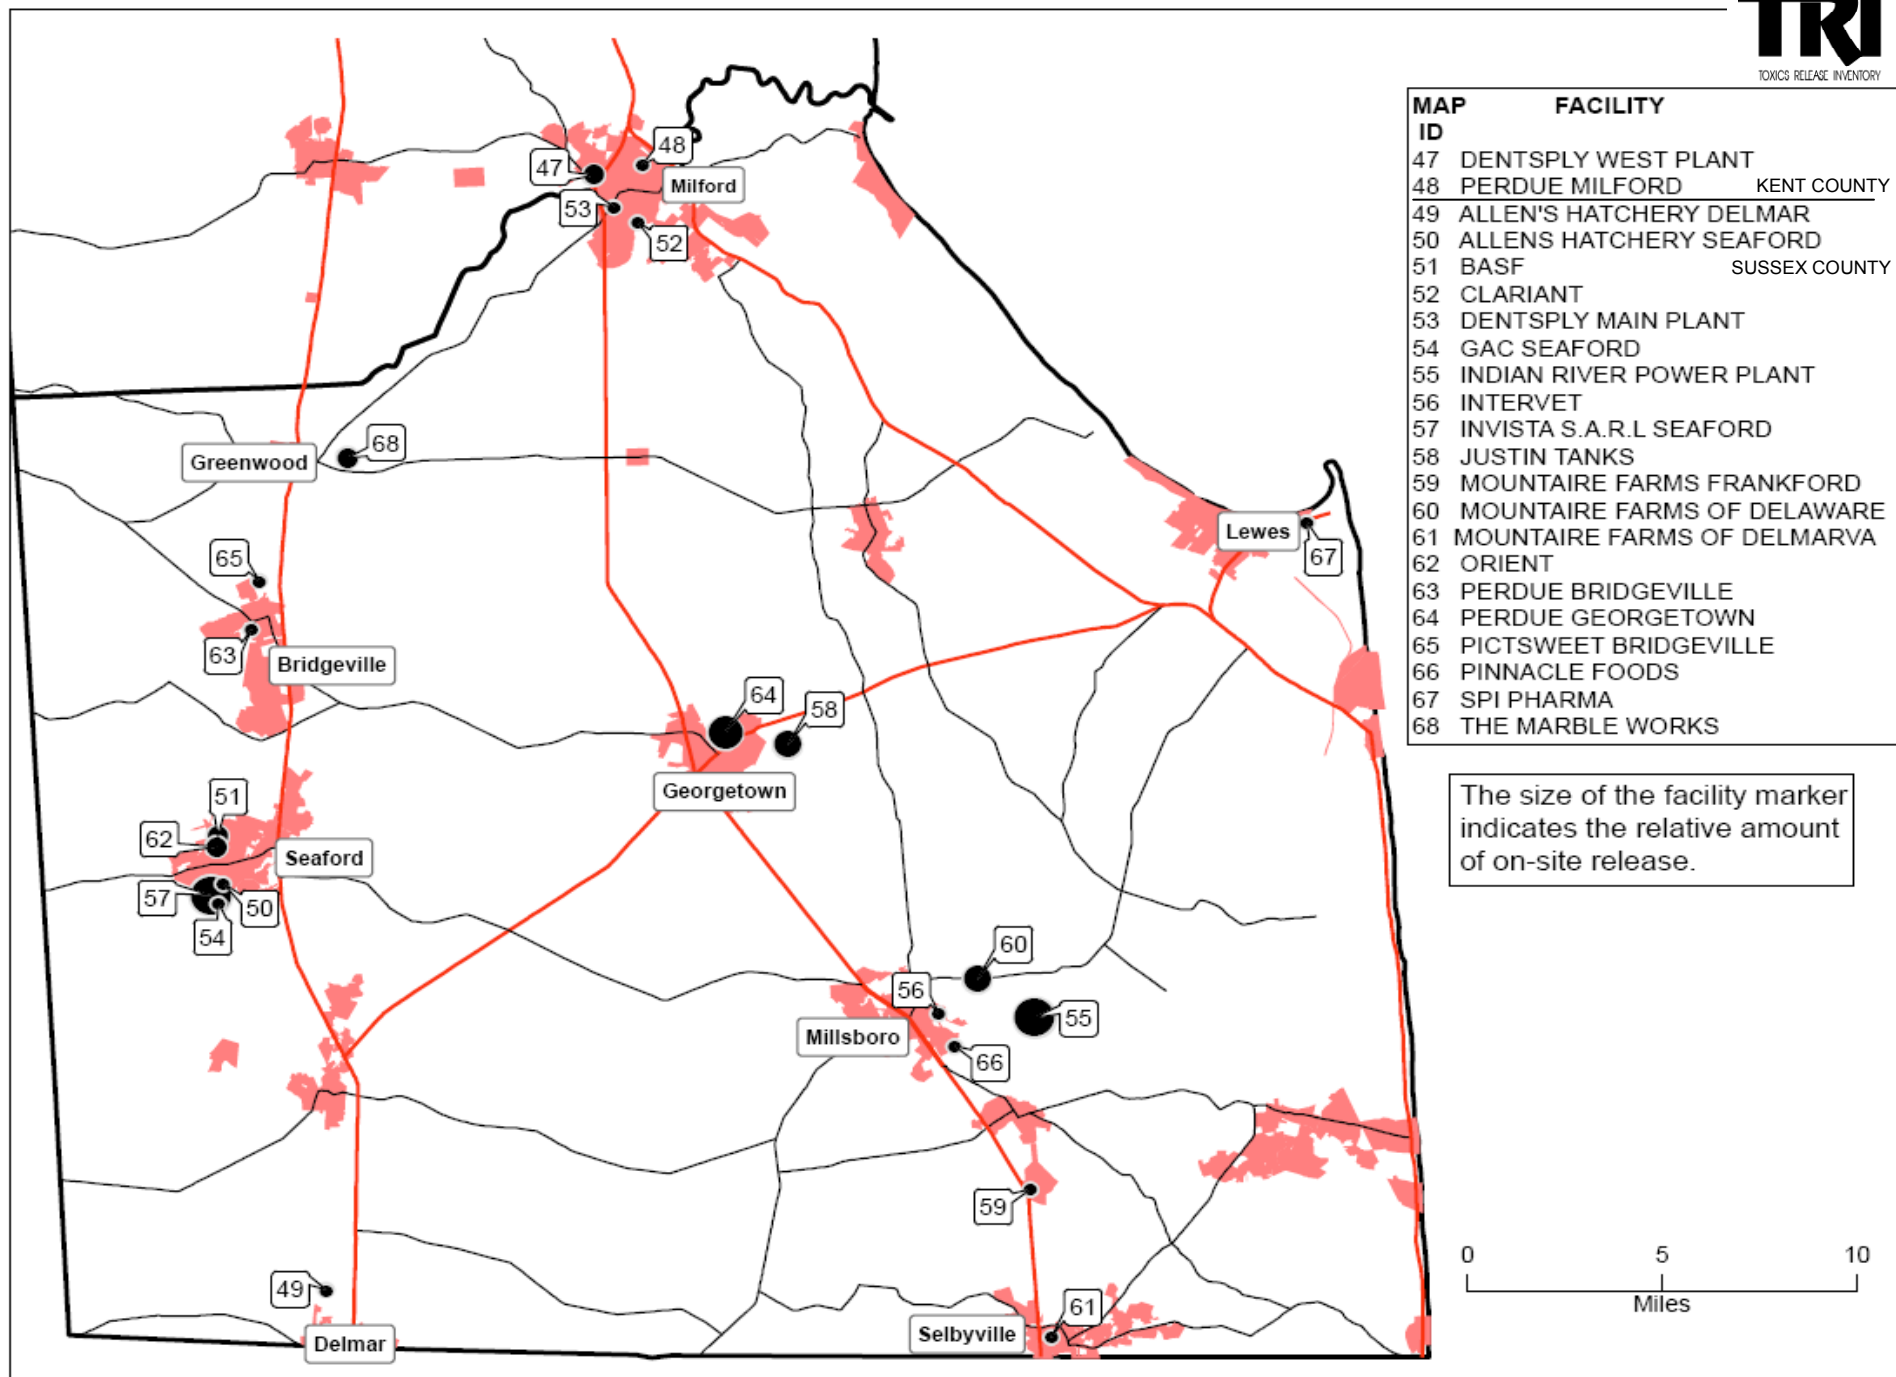 TRI
TOXICS RELEASE INVENTORY
MAP FACILITY
ID
47 DENTSPLY WEST PLANT
48 PERDUE MILFORD KENT COUNTY
49 ALLEN'S HATCHERY DELMAR
50 ALLENS HATCHERY SEAFORD
51 BASF SUSSEX COUNTY
52 CLARIANT
53 DENTSPLY MAIN PLANT
54 GAC SEAFORD
55 INDIAN RIVER POWER PLANT
56 INTERVET
57 INVISTA S.A.R.L SEAFORD
58 JUSTIN TANKS
59 MOUNTAIRE FARMS FRANKFORD
60 MOUNTAIRE FARMS OF DELAWARE
61 MOUNTAIRE FARMS OF DELMARVA
62 ORIENT
63 PERDUE BRIDGEVILLE
64 PERDUE GEORGETOWN
65 PICTSWEET BRIDGEVILLE
66 PINNACLE FOODS
67 SPI PHARMA
68 THE MARBLE WORKS
The size of the facility marker
indicates the relative amount
of on-site release.
48
47
Milford
53
52
68
Greenwood
Lewes
67
65
63
Bridgeville
64
58
Georgetown
51
62
Seaford
57
50
54
60
56
55
Millsboro
66
59
49
61
Selbyville
Delmar
0 5 10
Miles